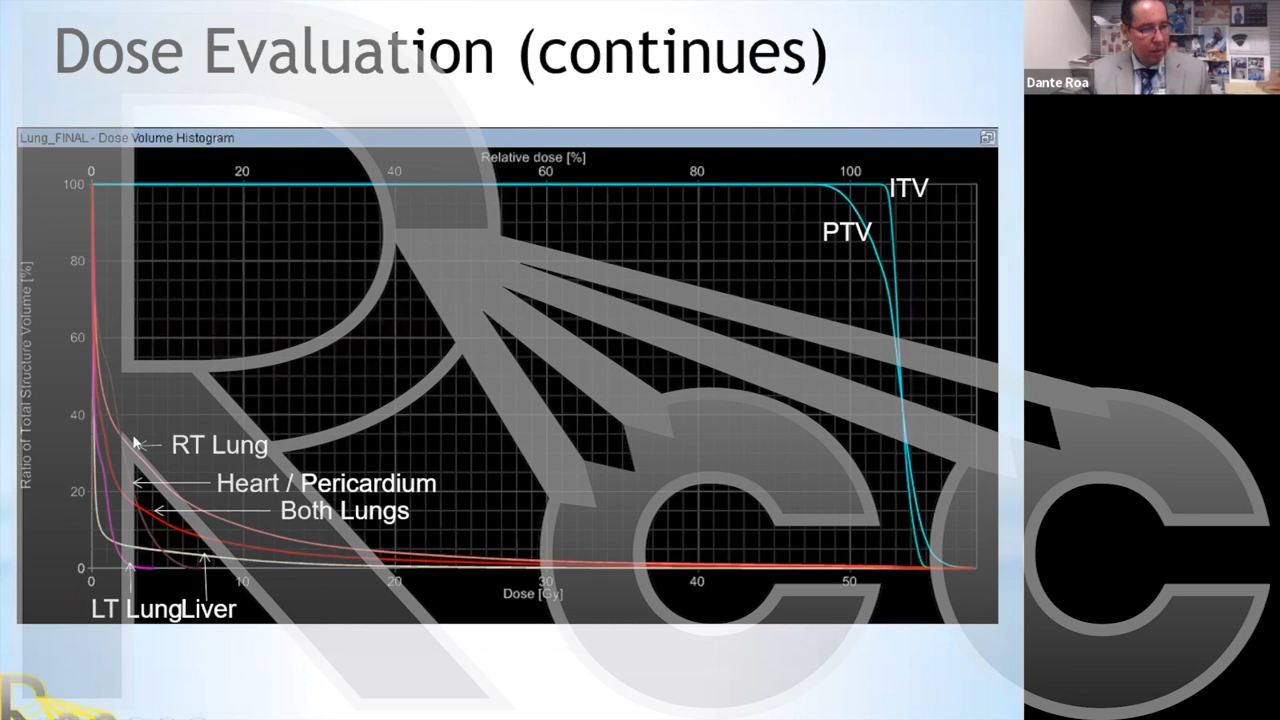 Dose Evaluation (continues)
Dante Roa
Lung_FINAL - Dose Volume Histogram
Relative dose [%]
0 20 40 60 80 100
100
80
60
40
20
0
Ratio of Total Structure Volume [%]
ITV
PTV
RT Lung
Heart / Pericardium
Both Lungs
0 10 20 30 40 50
Dose [Gy]
LT Lung Liver
RCC